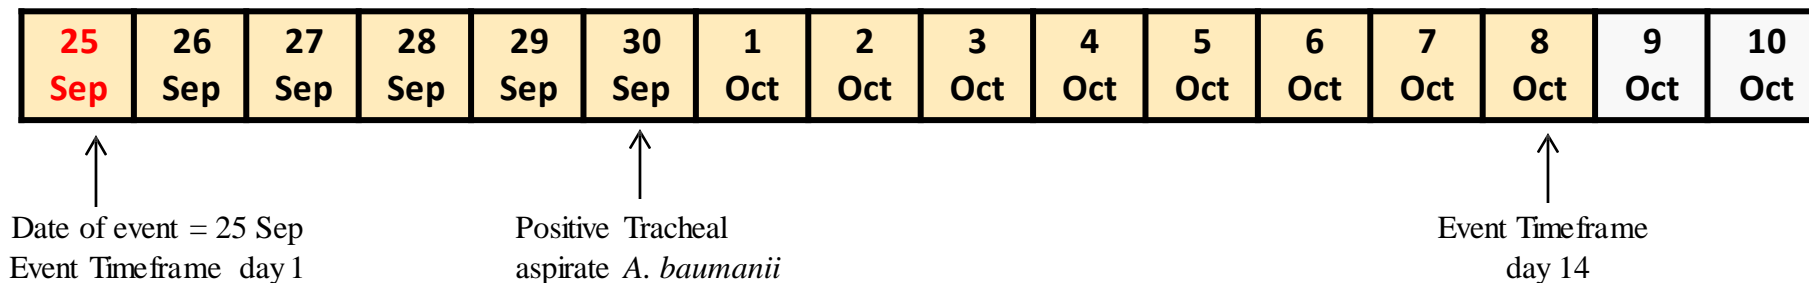 25 26 27 28 29 30 1 2 3 4 5 6 7 8 9 10
Sep Sep Sep Sep Sep Sep Oct Oct Oct Oct Oct Oct Oct Oct Oct Oct
Date of event = 25 Sep Positive Tracheal Event Timeframe
Event Timeframe day 1 aspirate A. baumanii day 14